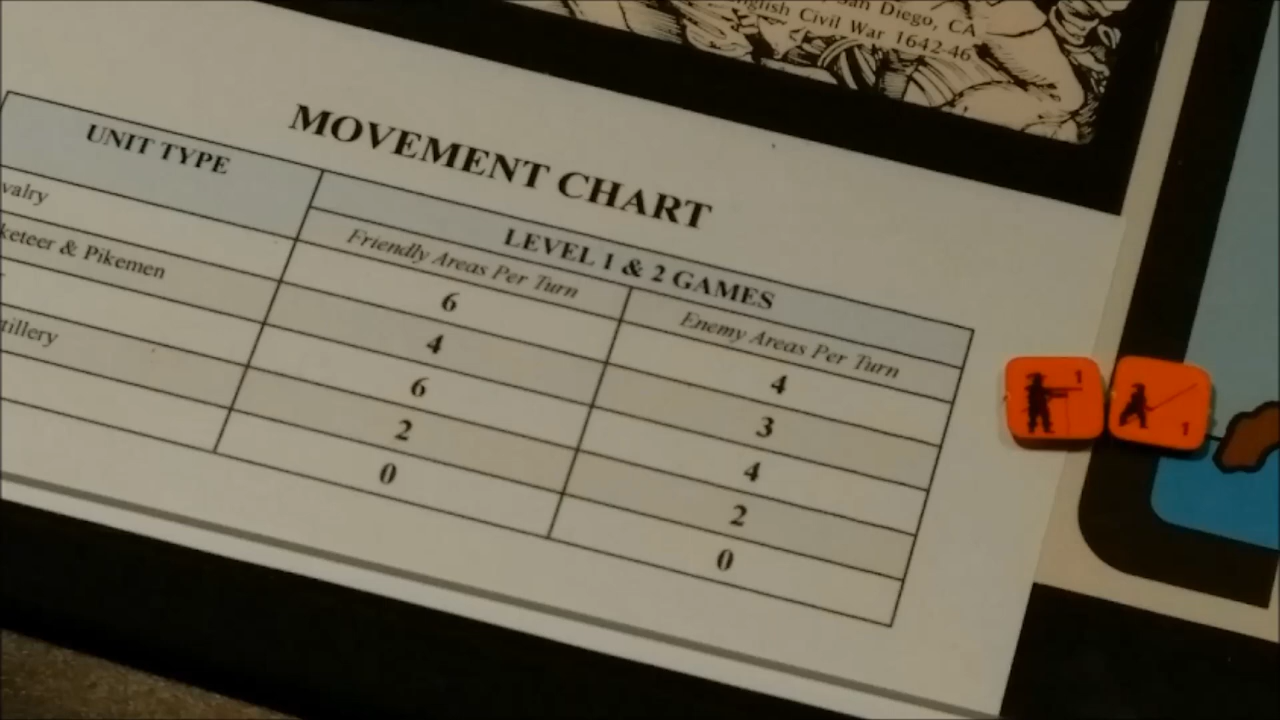 San Diego, CA
English Civil War 1642-46
MOVEMENT CHART
UNIT TYPE
LEVEL 1 & 2 GAMES
Friendly Areas Per Turn
Enemy Areas Per Turn
valry
6
4
keteer & Pikemen
4
3
6
4
tillery
2
2
0
0
1
1